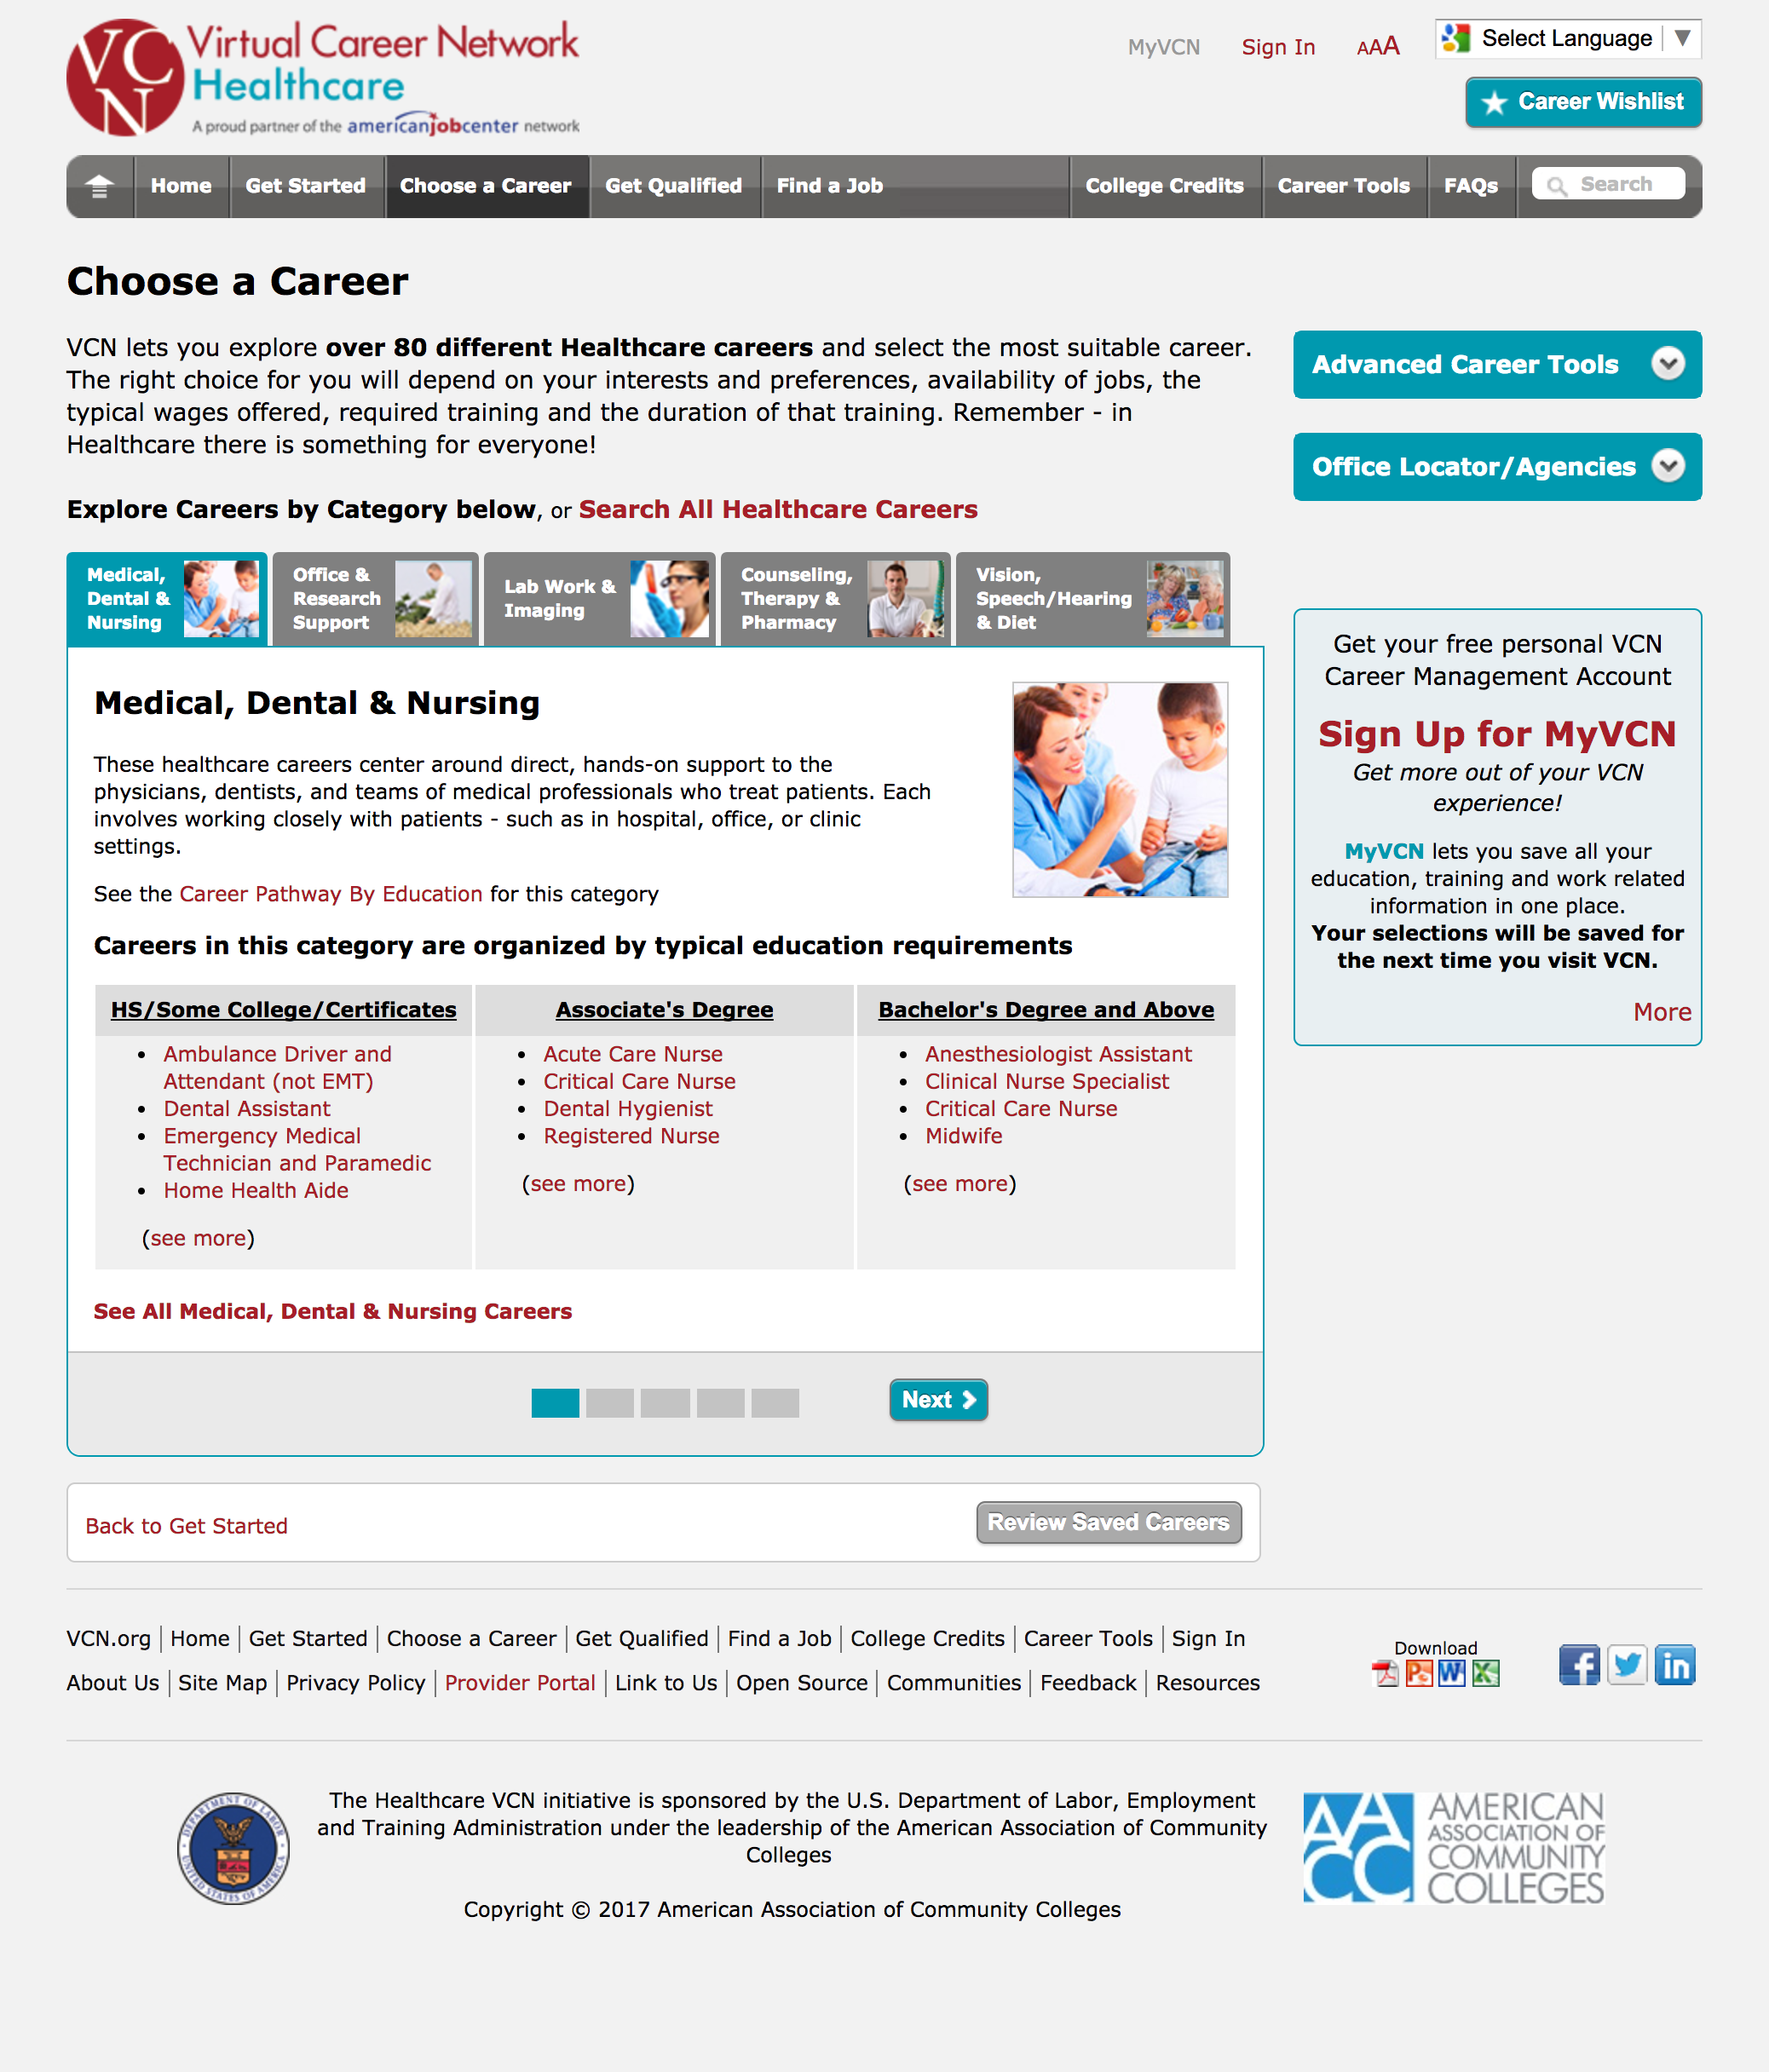 VCN
Virtual Career Network
Healthcare
A proud partner of the americanjobcenter network
MyVCN Sign In AAA Select Language ▼
Career Wishlist
Home Get Started Choose a Career Get Qualified Find a Job College Credits Career Tools FAQs Search
Choose a Career
VCN lets you explore over 80 different Healthcare careers and select the most suitable career.
The right choice for you will depend on your interests and preferences, availability of jobs, the
typical wages offered, required training and the duration of that training. Remember - in
Healthcare there is something for everyone!
Explore Careers by Category below, or Search All Healthcare Careers
Medical,
Dental &
Nursing
Office &
Research
Support
Lab Work &
Imaging
Counseling,
Therapy &
Pharmacy
Vision,
Speech/Hearing
& Diet
Medical, Dental & Nursing
These healthcare careers center around direct, hands-on support to the
physicians, dentists, and teams of medical professionals who treat patients. Each
involves working closely with patients - such as in hospital, office, or clinic
settings.
See the Career Pathway By Education for this category
Careers in this category are organized by typical education requirements
HS/Some College/Certificates
• Ambulance Driver and
Attendant (not EMT)
• Dental Assistant
• Emergency Medical
Technician and Paramedic
• Home Health Aide
(see more)
Associate's Degree
• Acute Care Nurse
• Critical Care Nurse
• Dental Hygienist
• Registered Nurse
(see more)
Bachelor's Degree and Above
• Anesthesiologist Assistant
• Clinical Nurse Specialist
• Critical Care Nurse
• Midwife
(see more)
See All Medical, Dental & Nursing Careers
Next
Back to Get Started
Review Saved Careers
Advanced Career Tools
Office Locator/Agencies
Get your free personal VCN
Career Management Account
Sign Up for MyVCN
Get more out of your VCN
experience!
MyVCN lets you save all your
education, training and work related
information in one place.
Your selections will be saved for
the next time you visit VCN.
More
VCN.org | Home | Get Started | Choose a Career | Get Qualified | Find a Job | College Credits | Career Tools | Sign In
About Us | Site Map | Privacy Policy | Provider Portal | Link to Us | Open Source | Communities | Feedback | Resources
Download
DEPARTMENT OF LABOR
UNITED STATES OF AMERICA
The Healthcare VCN initiative is sponsored by the U.S. Department of Labor, Employment
and Training Administration under the leadership of the American Association of Community
Colleges
Copyright © 2017 American Association of Community Colleges
AACC
AMERICAN
ASSOCIATION OF
COMMUNITY
COLLEGES